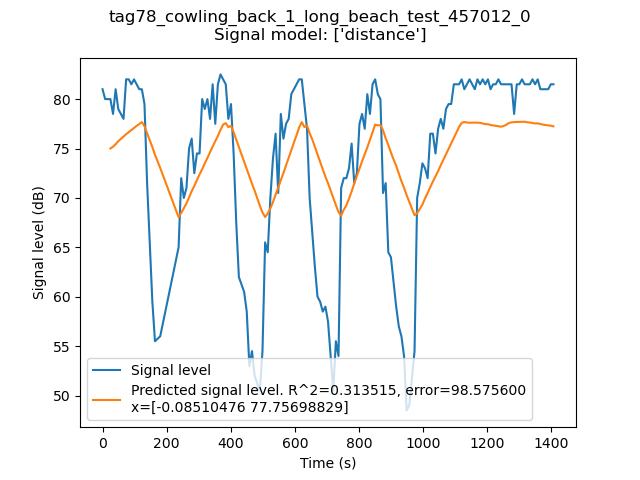 tag78_cowling_back_1_long_beach_test_457012_0
Signal model: ['distance']
Signal level (dB)
80
75
70
65
60
55
50
Signal level
Predicted signal level. R^2=0.313515, error=98.575600
x=[-0.08510476 77.75698829]
0 200 400 600 800 1000 1200 1400
Time (s)